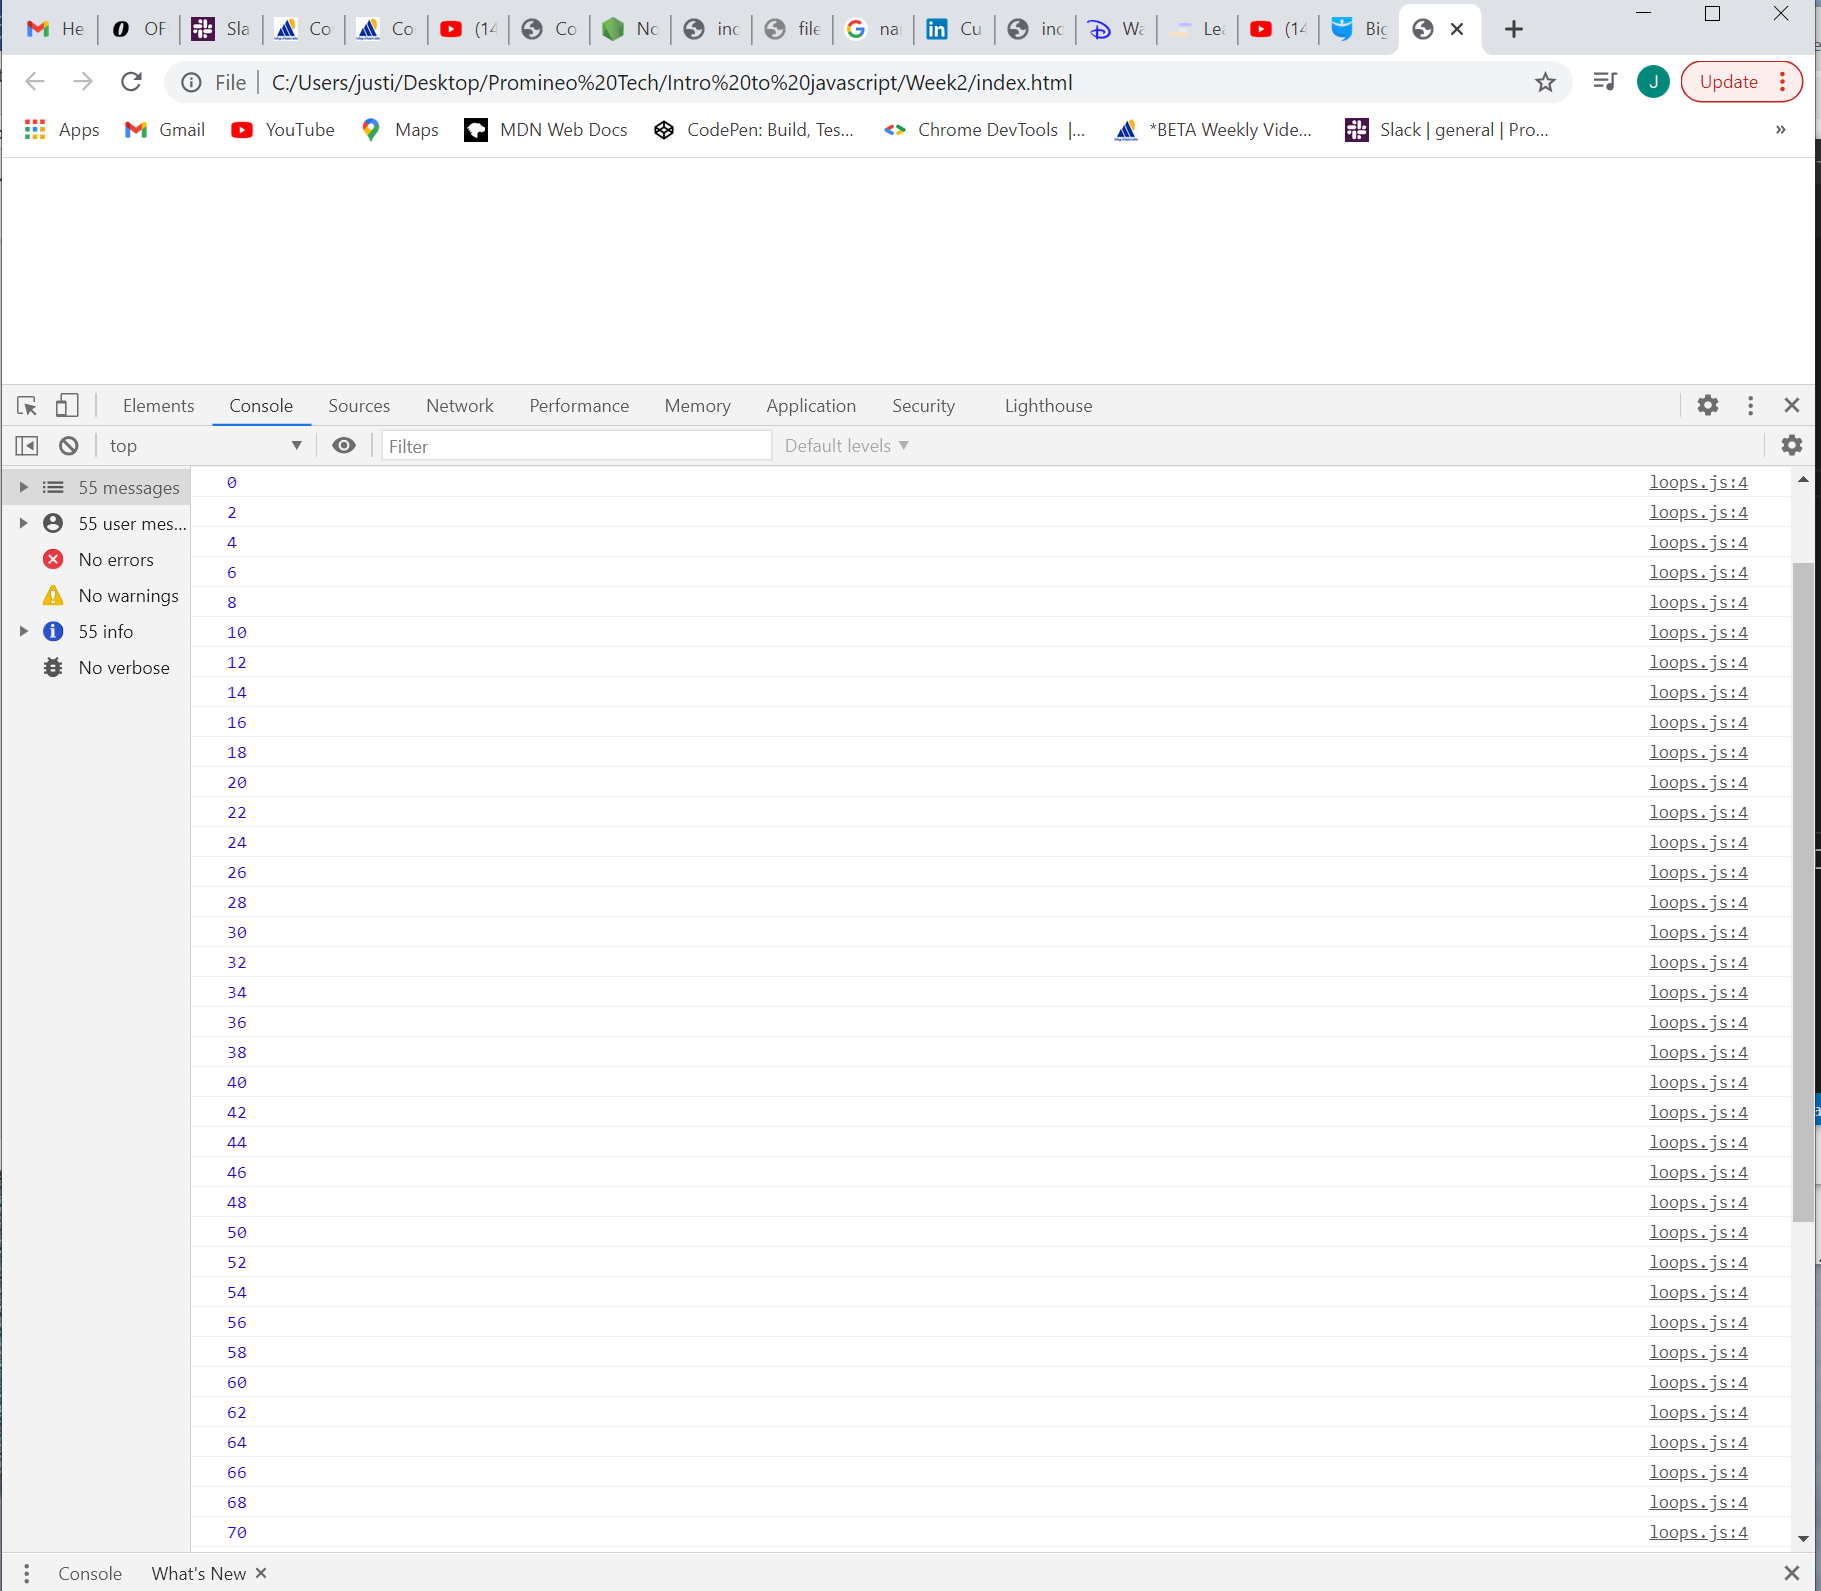 He OF Sla Co Co (14 Co No inc file nai Cu inc Wa Lea (14 Big
File C:/Users/justi/Desktop/Promineo%20Tech/Intro%20to%20javascript/Week2/index.html J Update
Apps Gmail YouTube Maps MDN Web Docs CodePen: Build, Tes... Chrome DevTools |... *BETA Weekly Vide... Slack | general | Pro... »
Elements Console Sources Network Performance Memory Application Security Lighthouse
top Filter Default levels
55 messages
55 user mes...
No errors
No warnings
55 info
No verbose
0 loops.js:4
2 loops.js:4
4 loops.js:4
6 loops.js:4
8 loops.js:4
10 loops.js:4
12 loops.js:4
14 loops.js:4
16 loops.js:4
18 loops.js:4
20 loops.js:4
22 loops.js:4
24 loops.js:4
26 loops.js:4
28 loops.js:4
30 loops.js:4
32 loops.js:4
34 loops.js:4
36 loops.js:4
38 loops.js:4
40 loops.js:4
42 loops.js:4
44 loops.js:4
46 loops.js:4
48 loops.js:4
50 loops.js:4
52 loops.js:4
54 loops.js:4
56 loops.js:4
58 loops.js:4
60 loops.js:4
62 loops.js:4
64 loops.js:4
66 loops.js:4
68 loops.js:4
70 loops.js:4
Console What's New